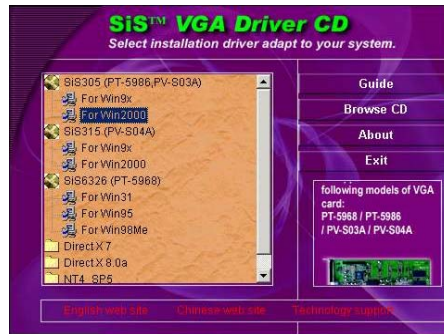 SiS™ VGA Driver CD
Select installation driver adapt to your system.
SiS305 (PT-5986,PV-S03A)
For Win9x
For Win2000
SiS315 (PV-S04A)
For Win9x
For Win2000
SiS6326 (PT-5968)
For Win31
For Win95
For Win98Me
DirectX 7
DirectX 8.0a
NT4_SP5
Guide
Browse CD
About
Exit
following models of VGA
card:
PT-5968 / PT-5986
/ PV-S03A / PV-S04A
English web site Chinese web site Technology support